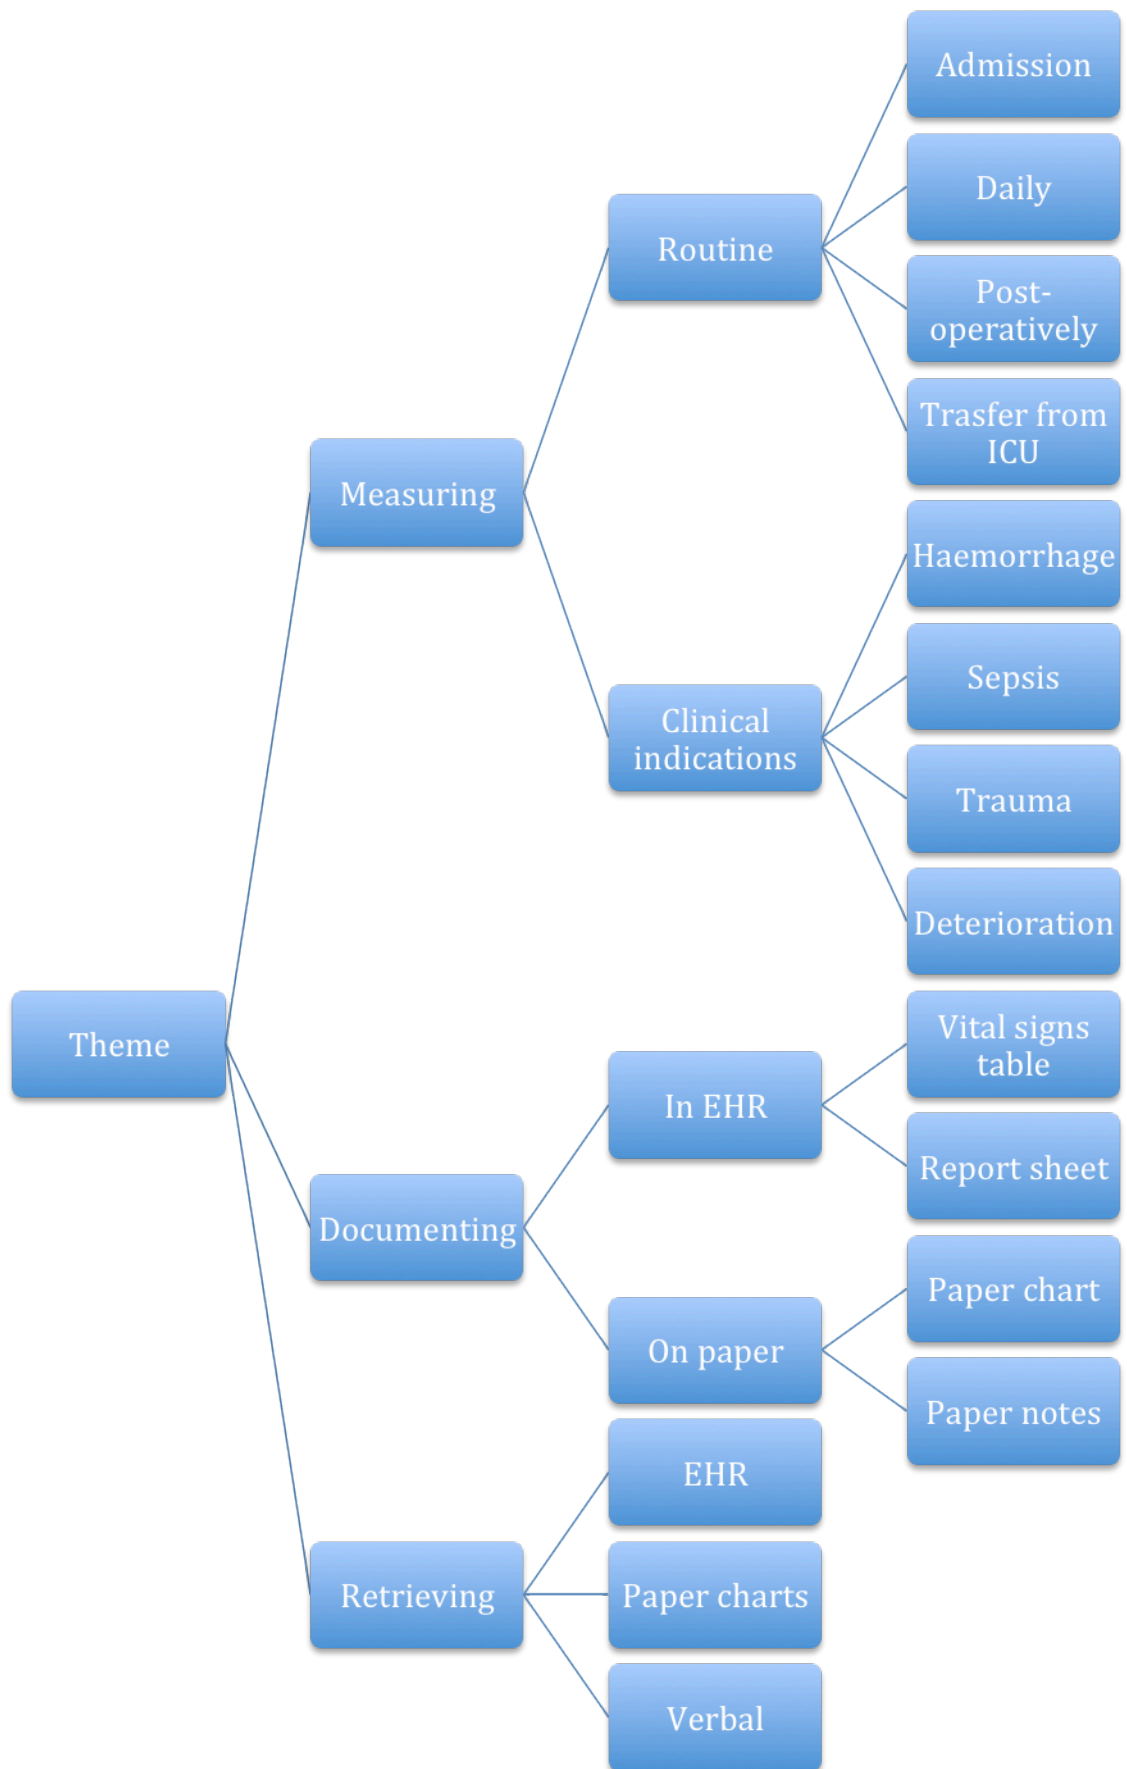 Admission
Daily
Routine
Post-
operatively
Trasfer from
ICU
Measuring
Haemorrhage
Sepsis
Clinical
indications
Trauma
Deterioration
Theme
Vital signs
table
In EHR
Report sheet
Documenting
Paper chart
On paper
Paper notes
EHR
Retrieving
Paper charts
Verbal